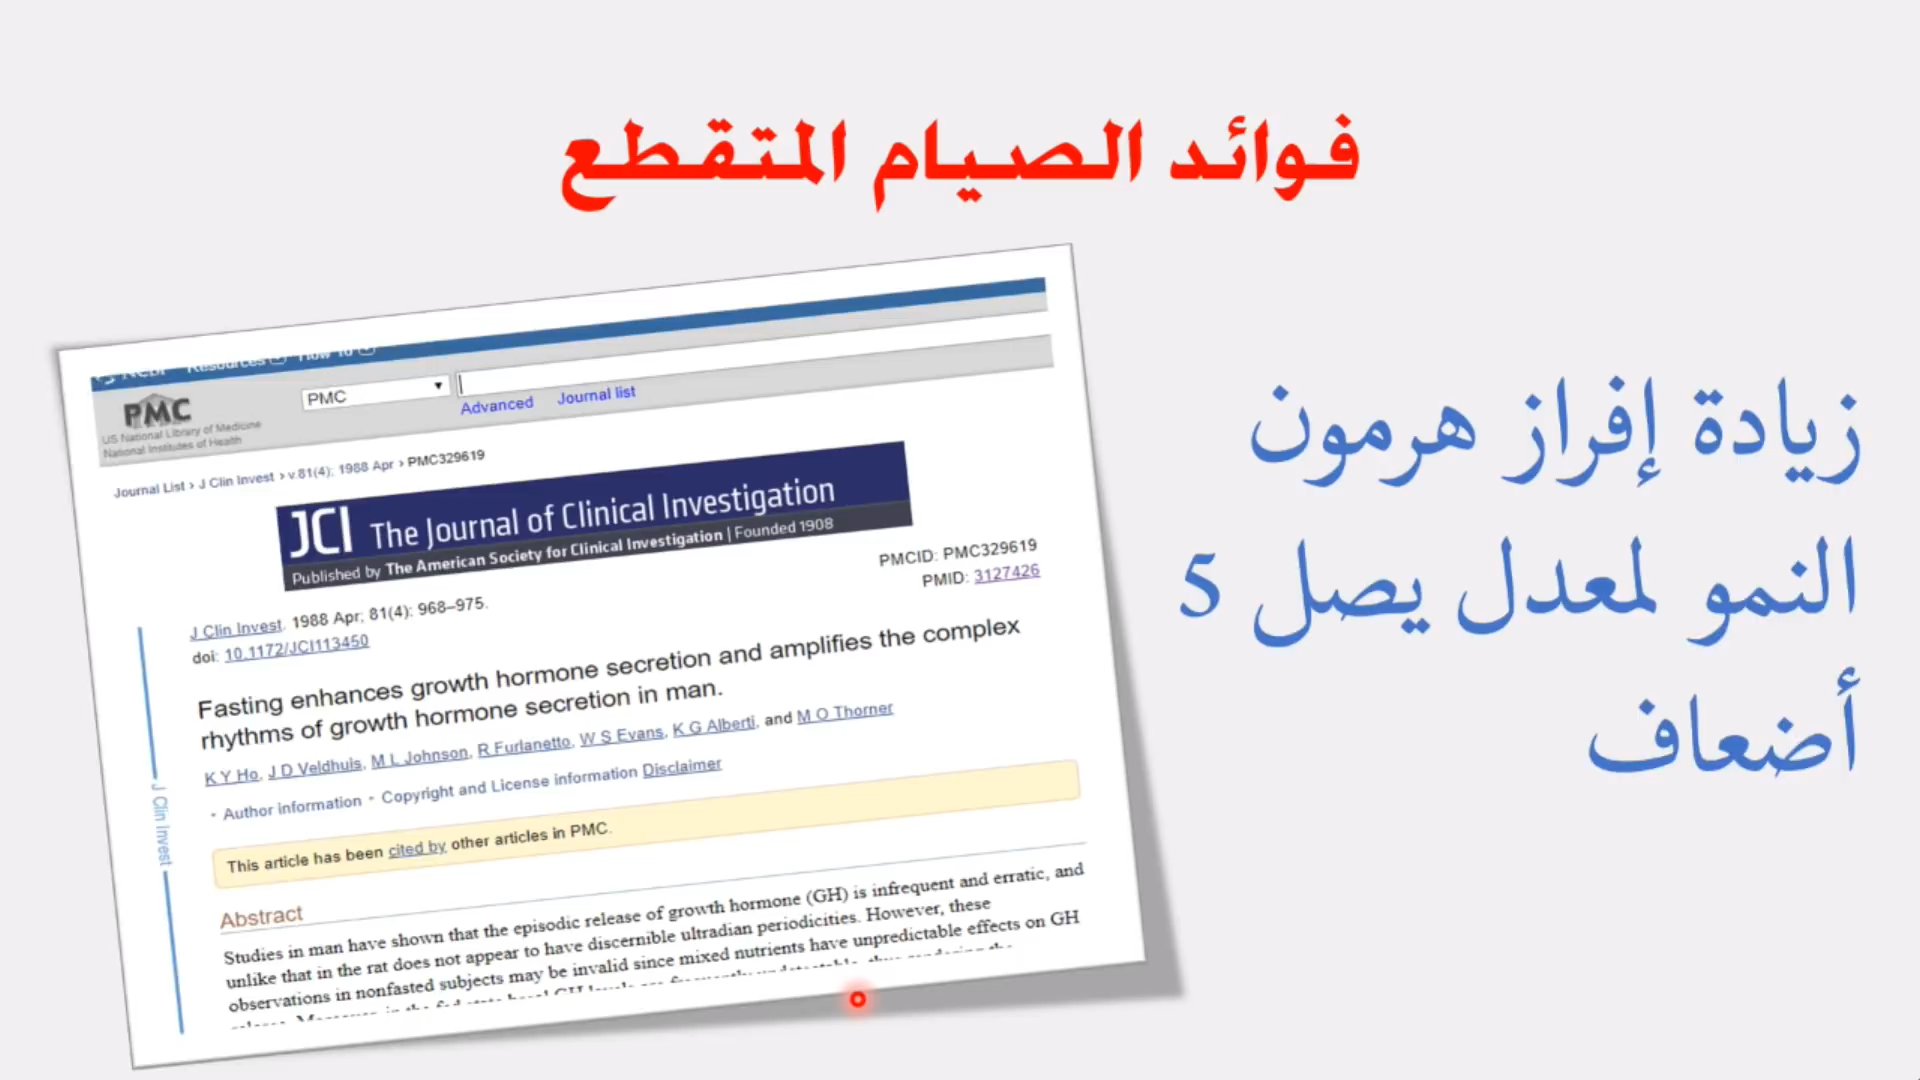 فوائد الصيام المتقطع
زيادة إفراز هرمون
النمو لمعدل يصل 5
أضعاف
NCBI Resources How To
PMC
US National Library of Medicine
National Institutes of Health
PMC
Advanced Journal list
Journal List > J Clin Invest > v.81(4); 1988 Apr > PMC329619
JCI The Journal of Clinical Investigation
Published by The American Society for Clinical Investigation | Founded 1908
PMCID: PMC329619
PMID: 3127426
J Clin Invest. 1988 Apr; 81(4): 968–975.
doi: 10.1172/JCI113450
Fasting enhances growth hormone secretion and amplifies the complex
rhythms of growth hormone secretion in man.
K Y Ho, J D Veldhuis, M L Johnson, R Furlanetto, W S Evans, K G Alberti, and M O Thorner
Author information Copyright and License information Disclaimer
This article has been cited by other articles in PMC.
J Clin Invest
Abstract
Studies in man have shown that the episodic release of growth hormone (GH) is infrequent and erratic, and
unlike that in the rat does not appear to have discernible ultradian periodicities. However, these
observations in nonfasted subjects may be invalid since mixed nutrients have unpredictable effects on GH